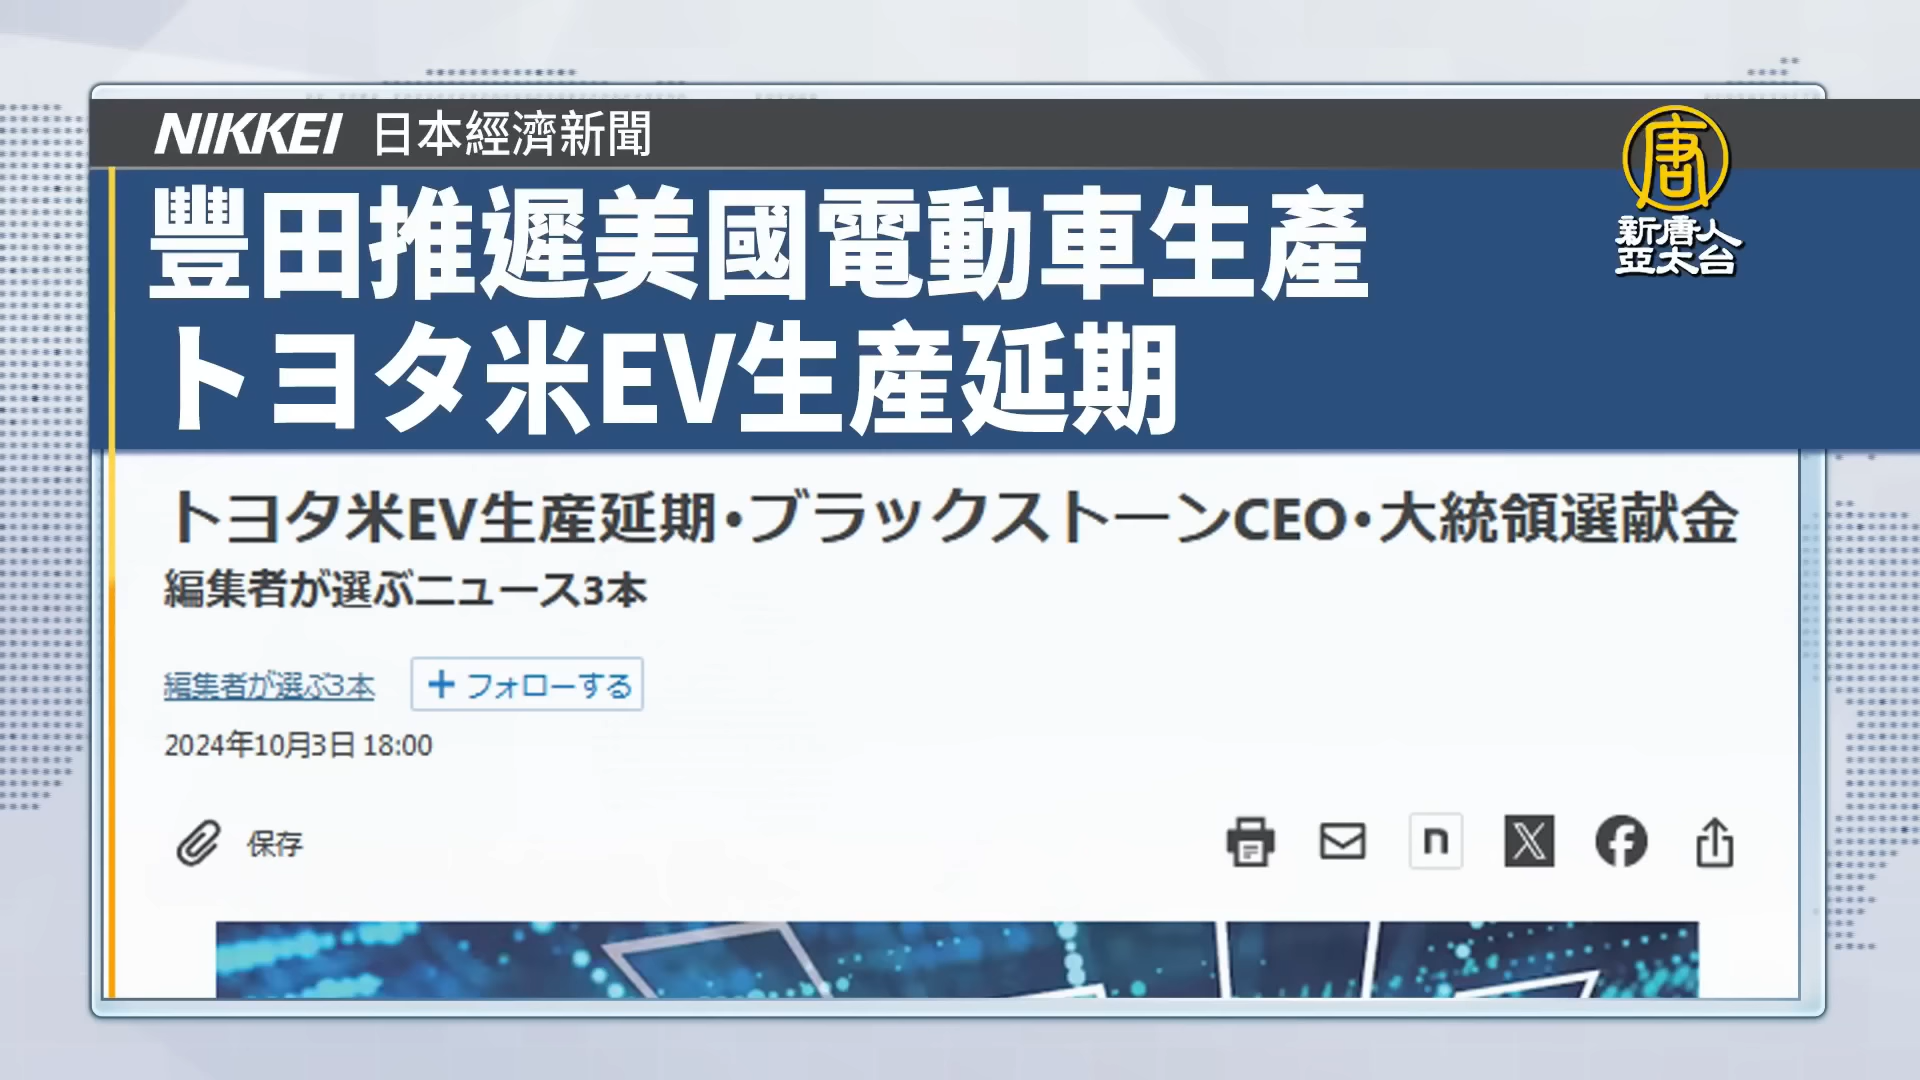 NIKKEI 日本經濟新聞
唐
新唐人
亞太台
豐田推遲美國電動車生產
トヨタ米EV生産延期
トヨタ米EV生産延期・ブラックストーンCEO・大統領選献金
編集者が選ぶニュース3本
編集者が選ぶ3本
+ フォローする
2024年10月3日 18:00
保存
n